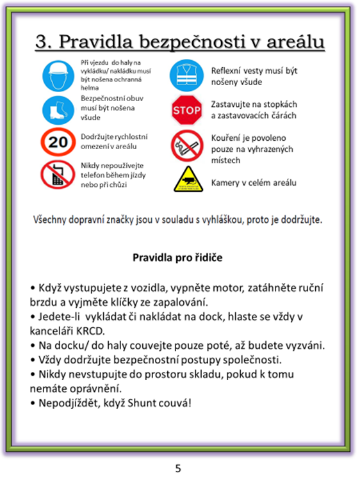 3. Pravidla bezpečnosti v areálu
Při vjezdu do haly na
vykládku/ nakládku musí
být nošena ochranná
helma
Reflexní vesty musí být
nošeny všude
Bezpečnostní obuv
musí být nošena
všude
STOP
Zastavujte na stopkách
a zastavovacích čárách
20
Dodržujte rychlostní
omezení v areálu
Kouření je povoleno
pouze na vyhrazených
místech
Nikdy nepoužívejte
telefon během jízdy
nebo při chůzi
Kamery v celém areálu
Všechny dopravní značky jsou v souladu s vyhláškou, proto je dodržujte.
Pravidla pro řidiče
• Když vystupujete z vozidla, vypněte motor, zatáhněte ruční
brzdu a vyjměte klíčky ze zapalování.
• Jedete-li vykládat či nakládat na dock, hlaste se vždy v
kanceláři KRCD.
• Na docku/ do haly couvejte pouze poté, až budete vyzváni.
• Vždy dodržujte bezpečnostní postupy společnosti.
• Nikdy nevstupujte do prostoru skladu, pokud k tomu
nemáte oprávnění.
• Nepodjíždět, když Shunt couvá!
5